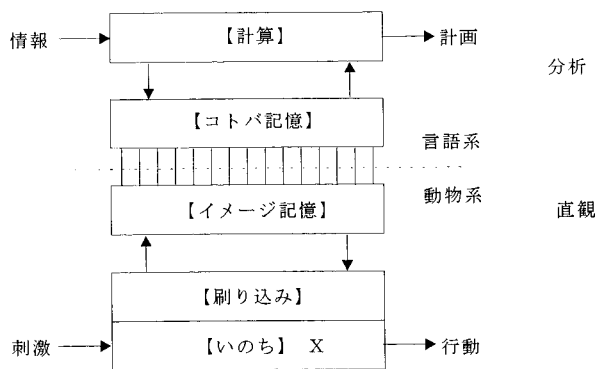 情報 【計算】 計画
分析
【コトバ記憶】
言語系
動物系
【イメージ記憶】 直観
【刷り込み】
刺激 【いのち】 X 行動